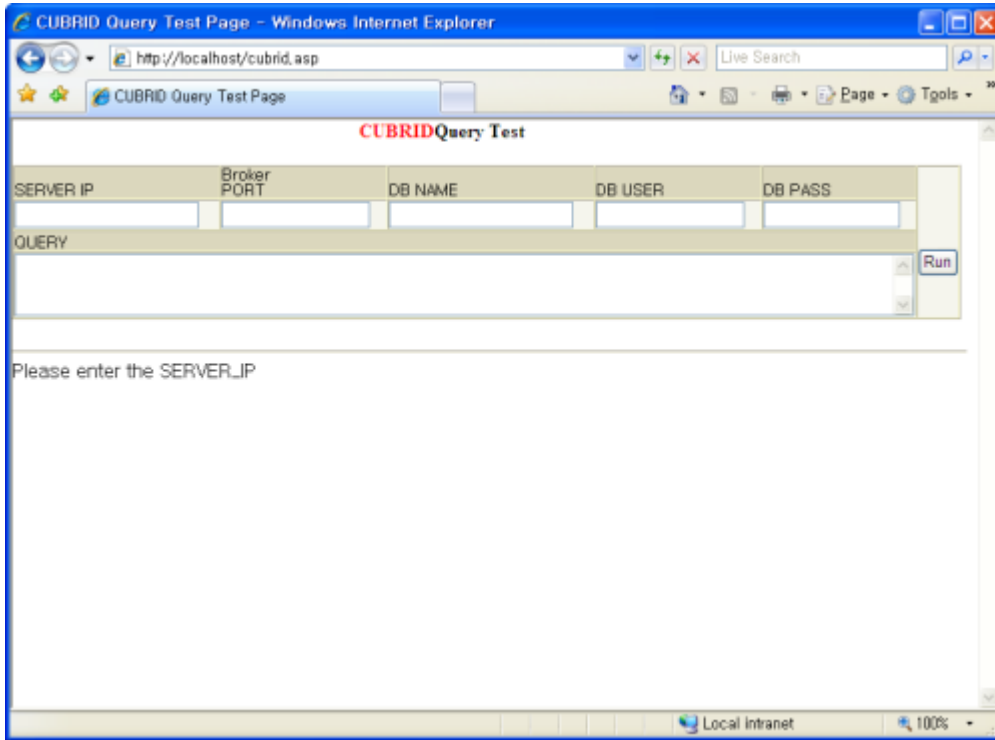 CUBRID Query Test Page - Windows Internet Explorer
http://localhost/cubrid.asp
Live Search
CUBRID Query Test Page
Page
Tools
CUBRIDQuery Test
SERVER IP
Broker
PORT
DB NAME
DB USER
DB PASS
QUERY
Run
Please enter the SERVER_IP
Local intranet
100%